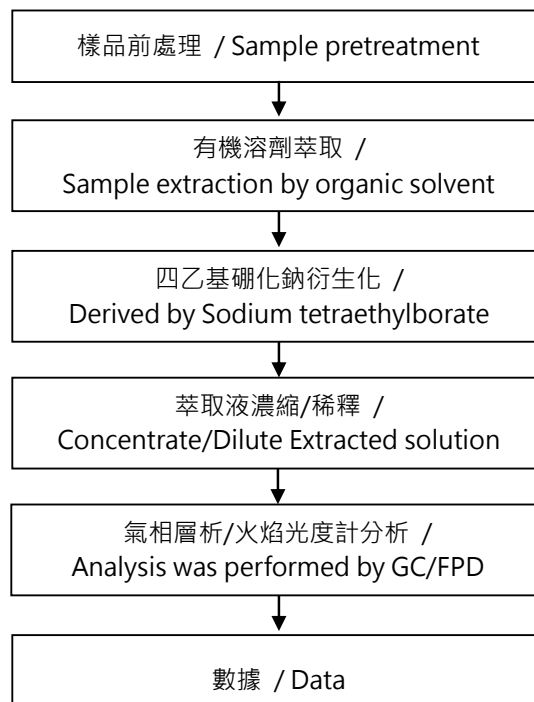 樣品前處理 / Sample pretreatment
有機溶劑萃取 /
Sample extraction by organic solvent
四乙基硼化鈉衍生化 /
Derived by Sodium tetraethylborate
萃取液濃縮/稀釋 /
Concentrate/Dilute Extracted solution
氣相層析/火焰光度計分析 /
Analysis was performed by GC/FPD
數據 / Data